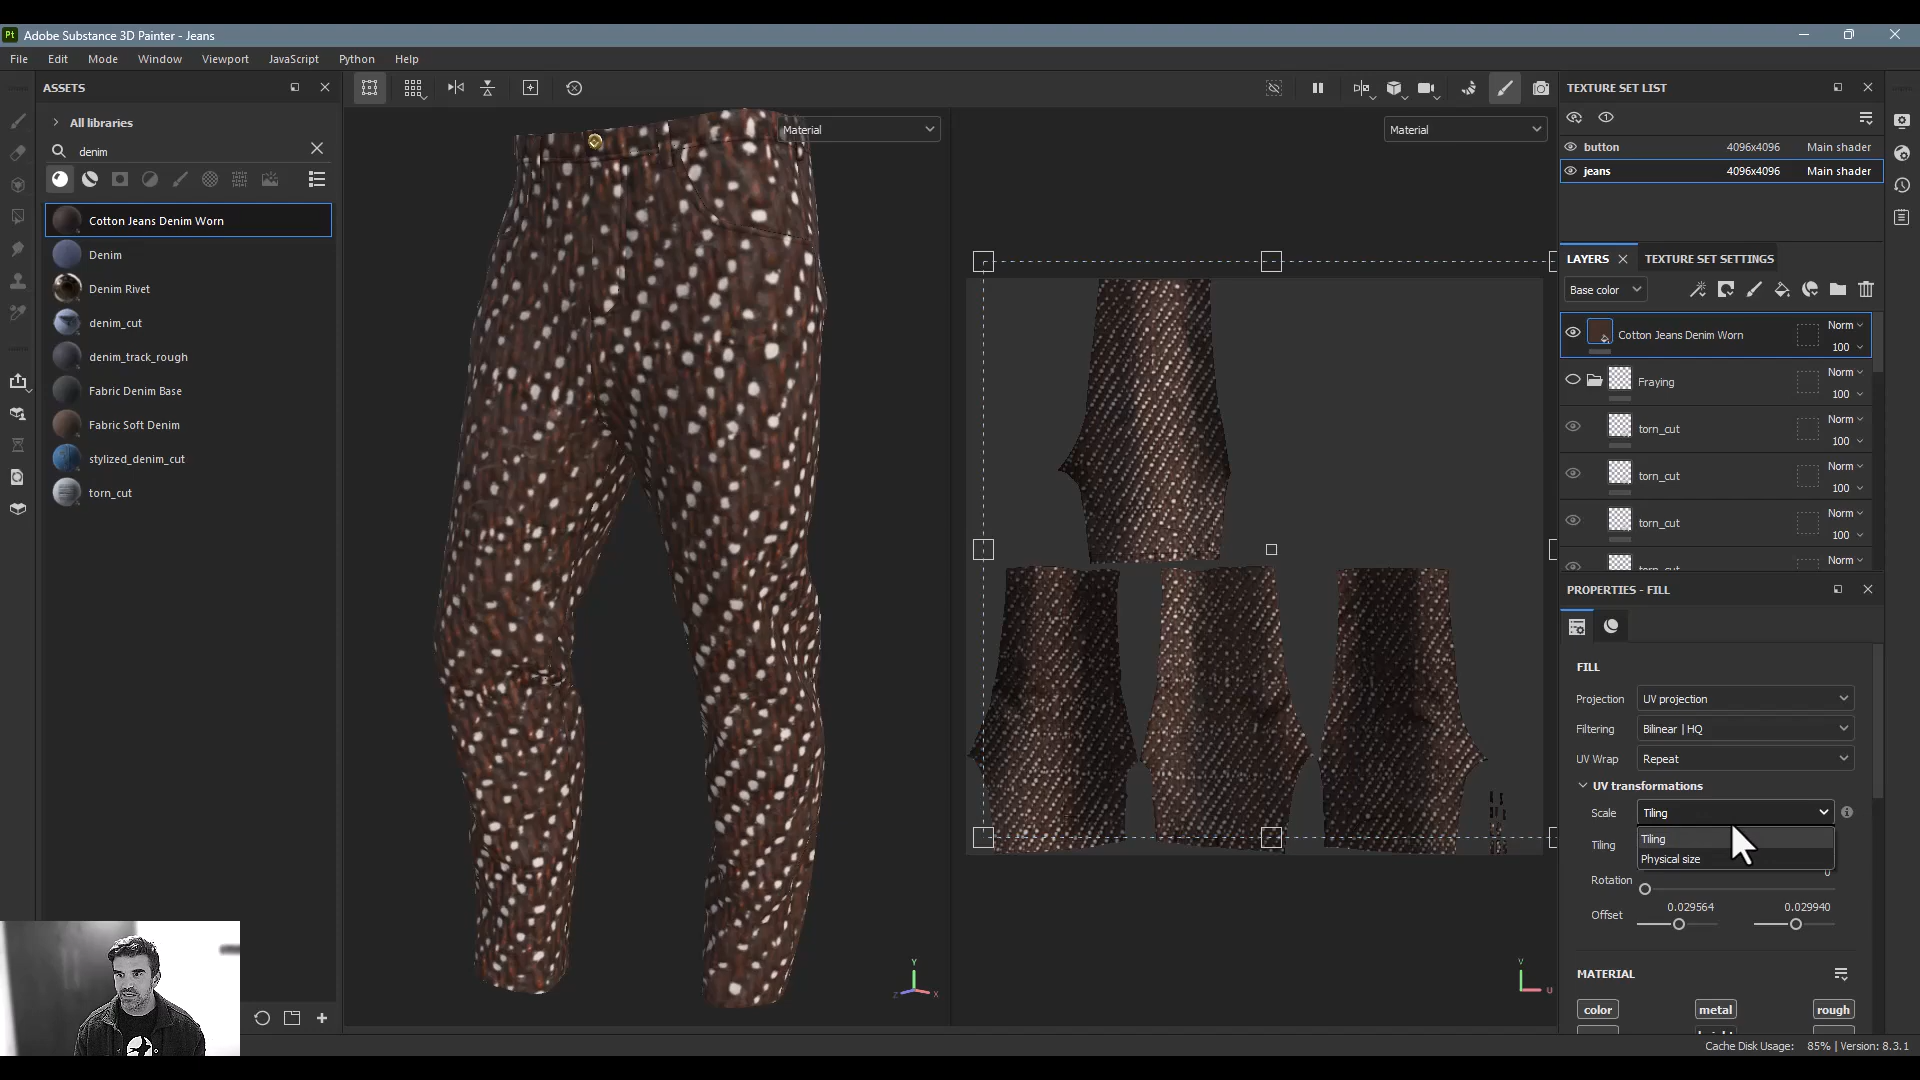 Pt Adobe Substance 3D Painter - Jeans
File Edit Mode Window Viewport JavaScript Python Help
ASSETS
All libraries
denim
Cotton Jeans Denim Worn
Denim
Denim Rivet
denim_cut
denim_track_rough
Fabric Denim Base
Fabric Soft Denim
stylized_denim_cut
torn_cut
Material
Y
Z
X
Material
V
U
TEXTURE SET LIST
button 4096x4096 Main shader
jeans 4096x4096 Main shader
LAYERS TEXTURE SET SETTINGS
Base color
Cotton Jeans Denim Worn Norm
100
Fraying Norm
100
torn_cut Norm
100
torn_cut Norm
100
torn_cut Norm
100
torn_cut Norm
PROPERTIES - FILL
FILL
Projection UV projection
Filtering Bilinear | HQ
UV Wrap Repeat
UV transformations
Scale Tiling
Tiling
Physical size
Tiling
Rotation 0
Offset 0.029564 0.029940
MATERIAL
color metal rough
height
Cache Disk Usage: 85% | Version: 8.3.1